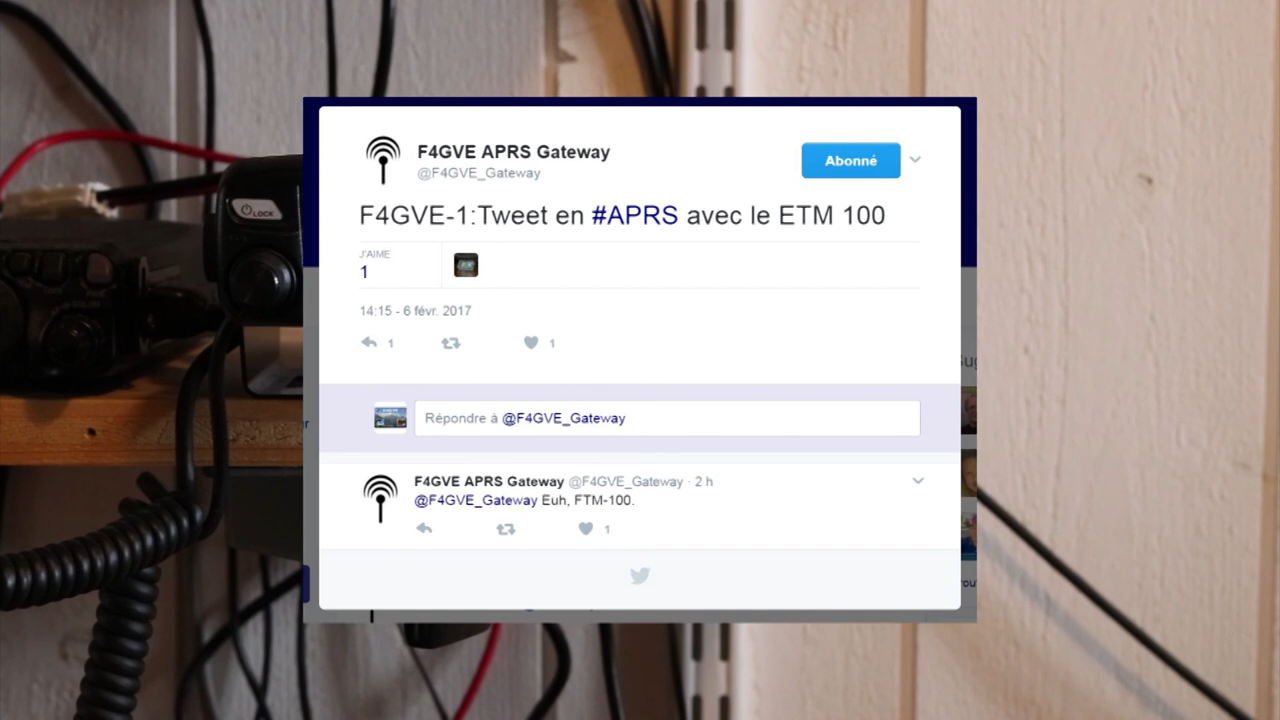 LOCK
F4GVE APRS Gateway
@F4GVE_Gateway
Abonné
F4GVE-1:Tweet en #APRS avec le ETM 100
J'AIME
1
14:15 - 6 févr. 2017
1
1
Répondre à @F4GVE_Gateway
F4GVE APRS Gateway @F4GVE_Gateway · 2 h
@F4GVE_Gateway Euh, FTM-100.
1